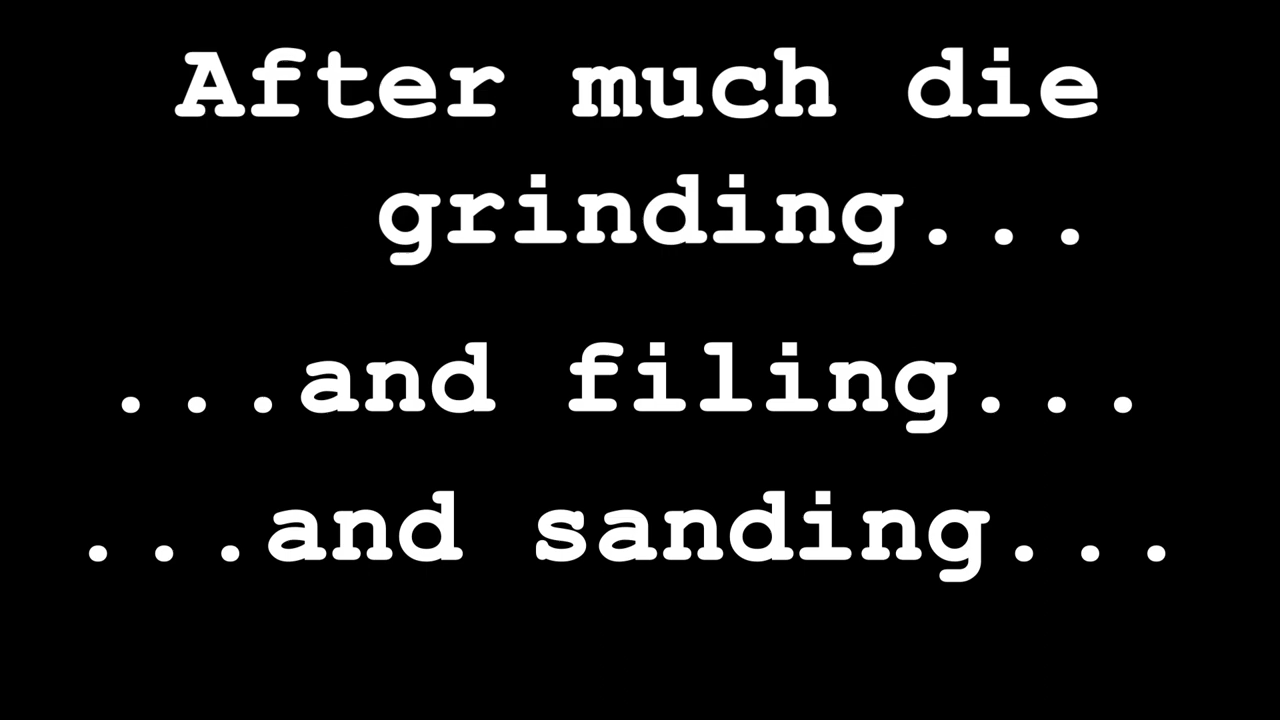 After much die
grinding...
...and filing...
...and sanding...